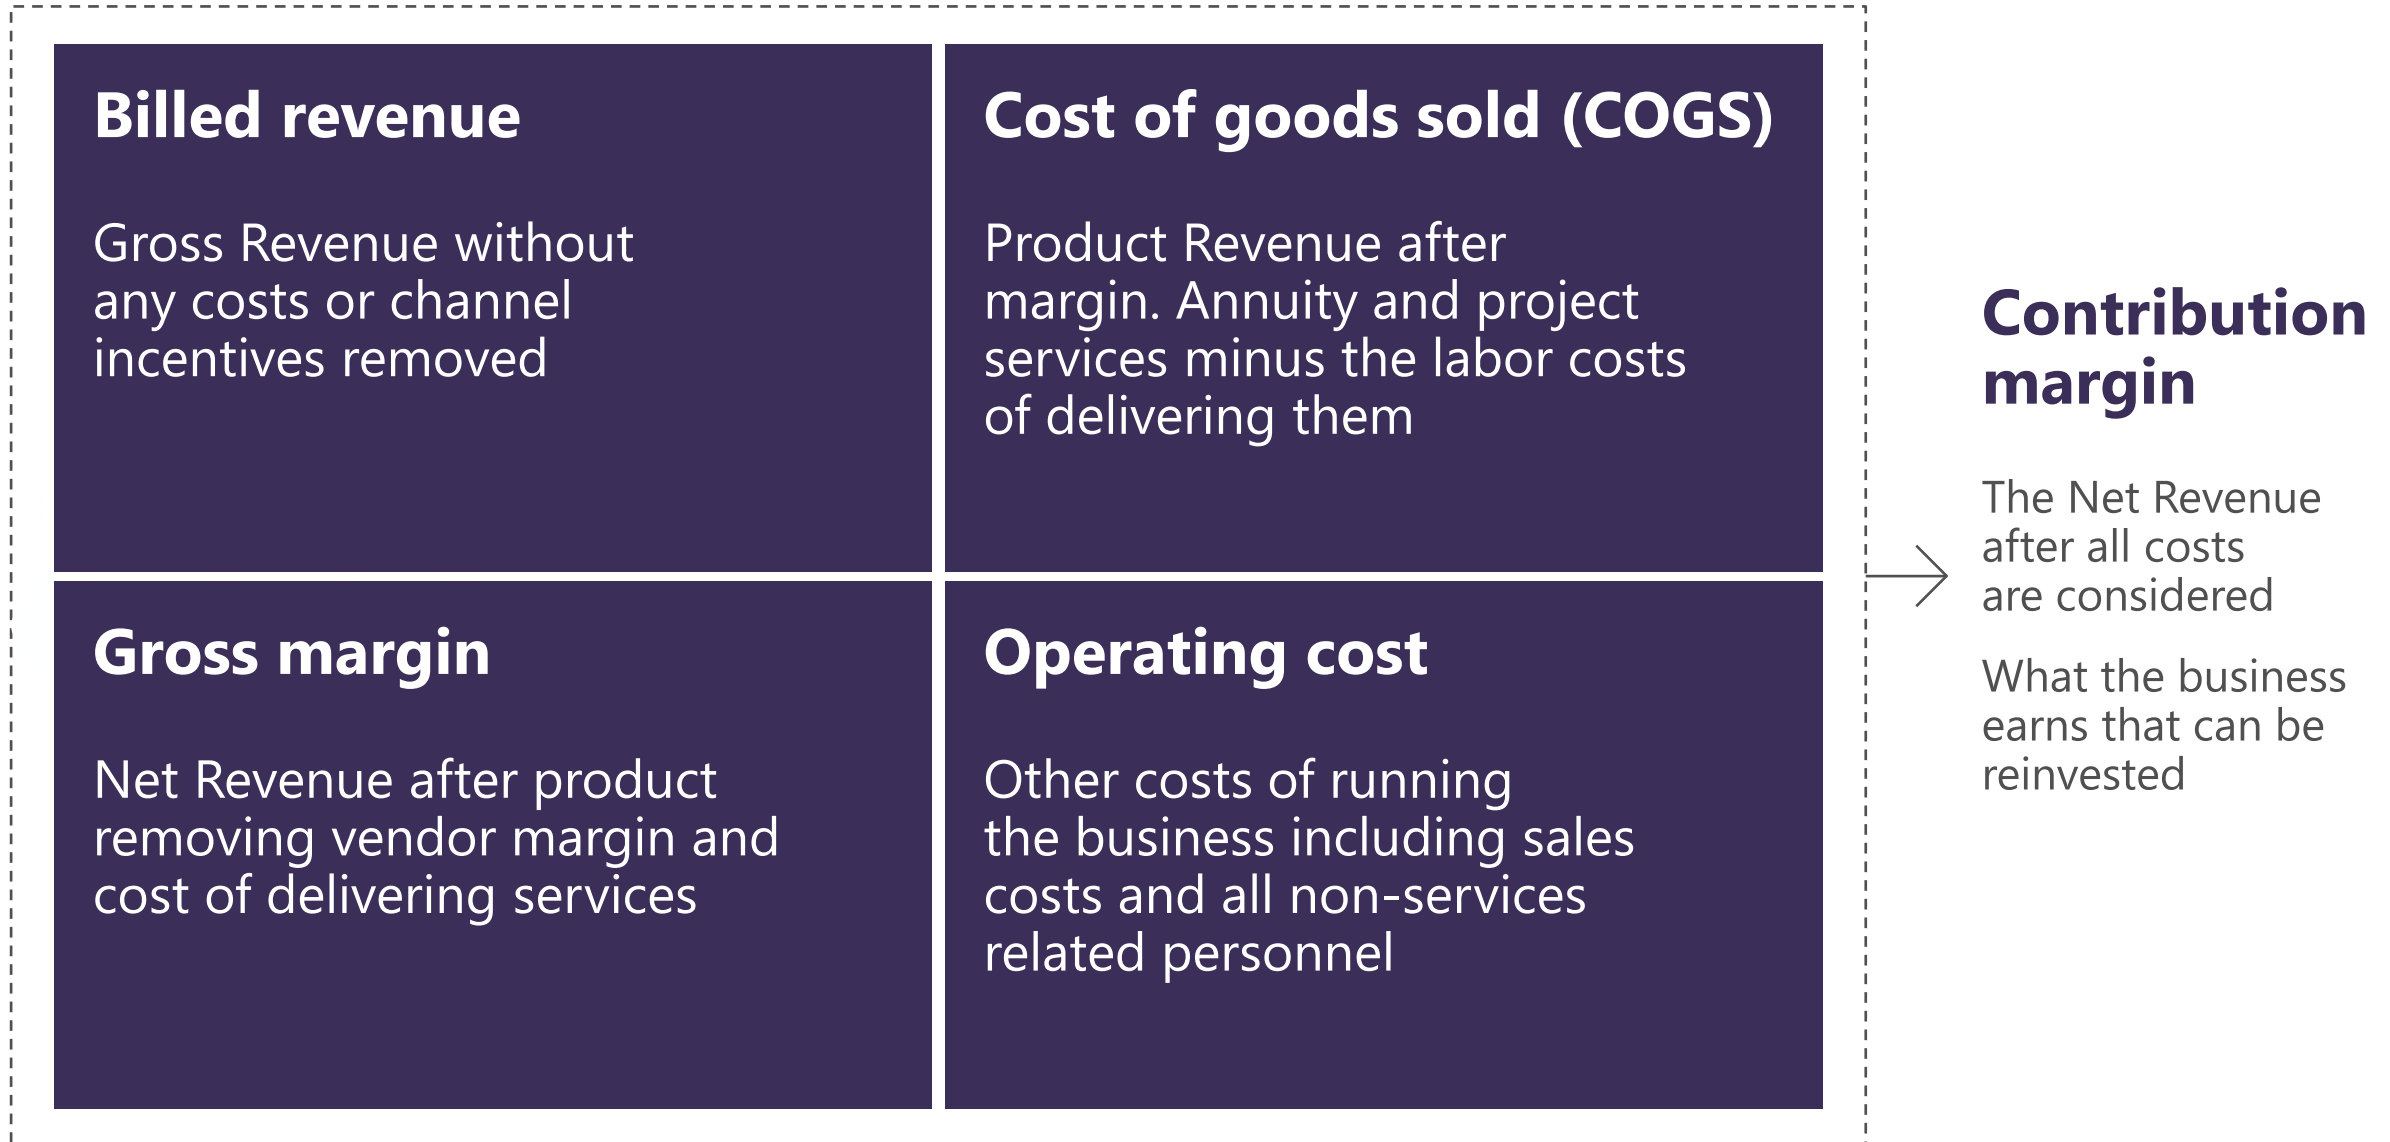 Billed revenue
Gross Revenue without
any costs or channel
incentives removed
Cost of goods sold (COGS)
Product Revenue after
margin. Annuity and project
services minus the labor costs
of delivering them
Gross margin
Net Revenue after product
removing vendor margin and
cost of delivering services
Operating cost
Other costs of running
the business including sales
costs and all non-services
related personnel
Contribution
margin
The Net Revenue
after all costs
are considered
What the business
earns that can be
reinvested